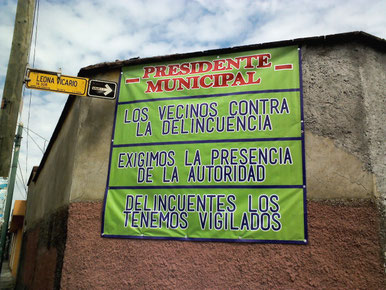 LEONA VICARIO
PRESIDENTE
MUNICIPAL
LOS VECINOS CONTRA
LA DELINCUENCIA
EXIGIMOS LA PRESENCIA
DE LA AUTORIDAD
DELINCUENTES LOS
TENEMOS VIGILADOS